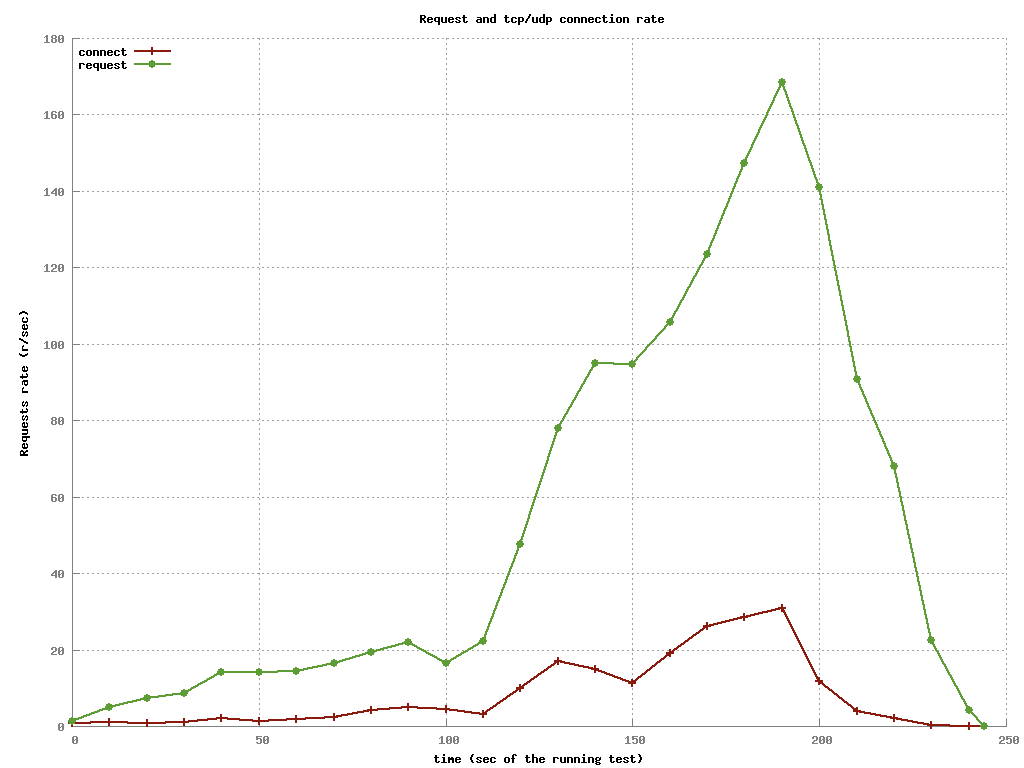 Request and tcp/udp connection rate
180
connect
request
160
140
120
100
80
60
40
20
0
Requests rate (r/sec)
0 50 100 150 200 250
time (sec of the running test)